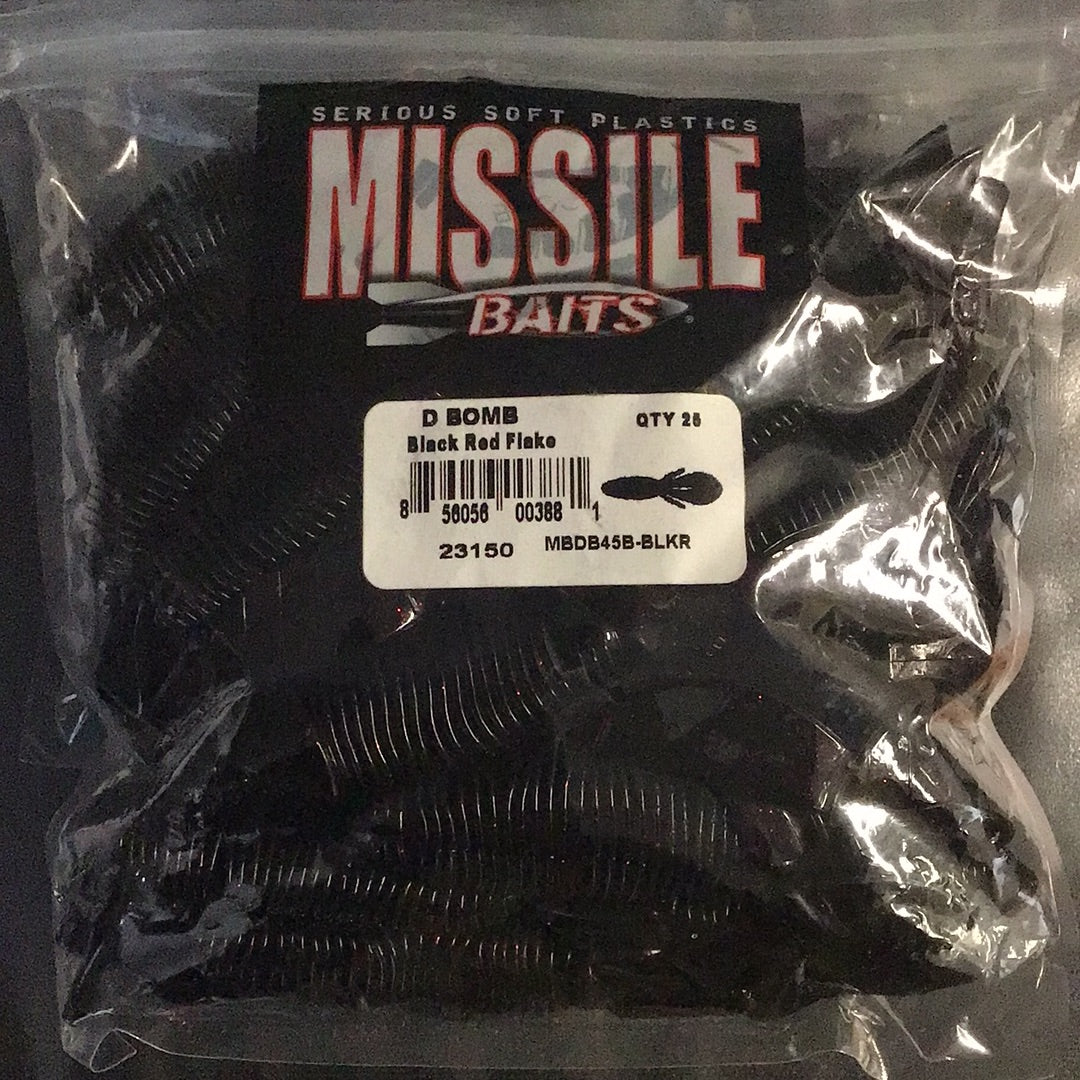 SERIOUS SOFT PLASTICS
MISSILE
BAITS
D BOMB
QTY 25
Black Red Flake
8 56056 00388 1
23150
MBDB45B-BLKR